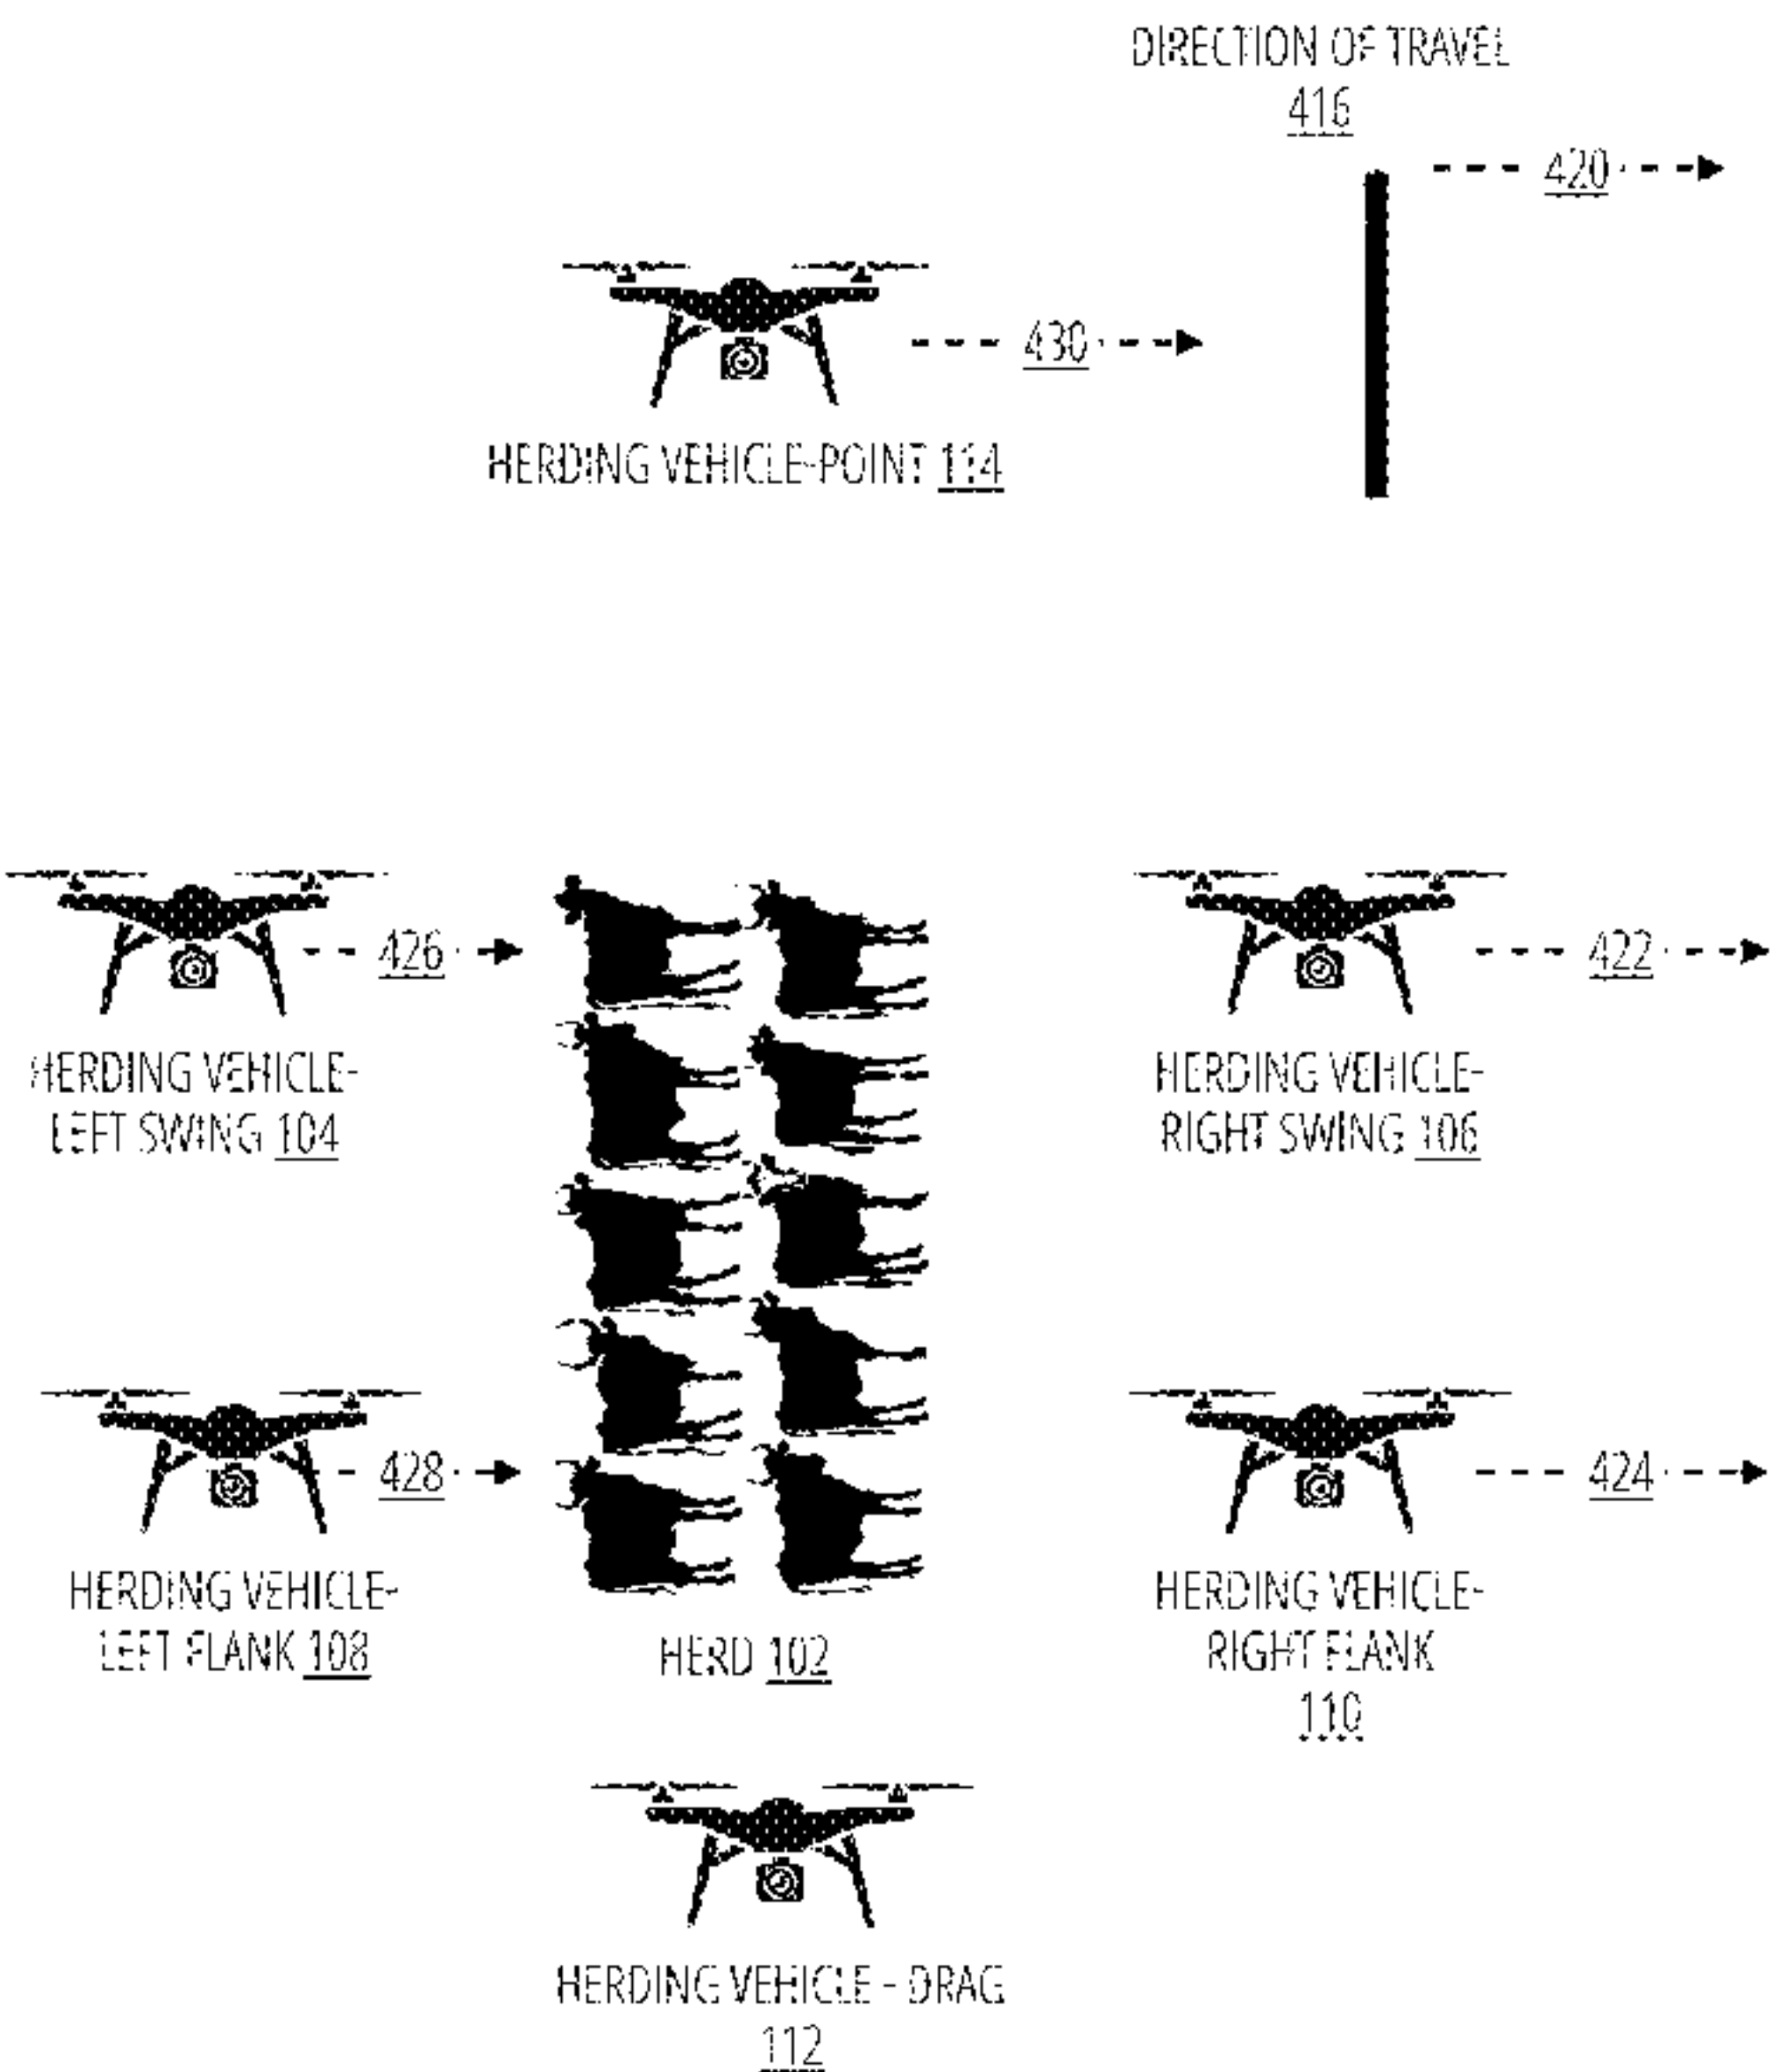 DIRECTION OF TRAVEL
416
420
430
HERDING VEHICLE-POINT 114
426
422
HERDING VEHICLE-
LEFT SWING 104
HERDING VEHICLE-
RIGHT SWING 106
428
424
HERDING VEHICLE-
LEFT FLANK 108
HERD 102
HERDING VEHICLE-
RIGHT FLANK
110
HERDING VEHICLE - DRAG
112